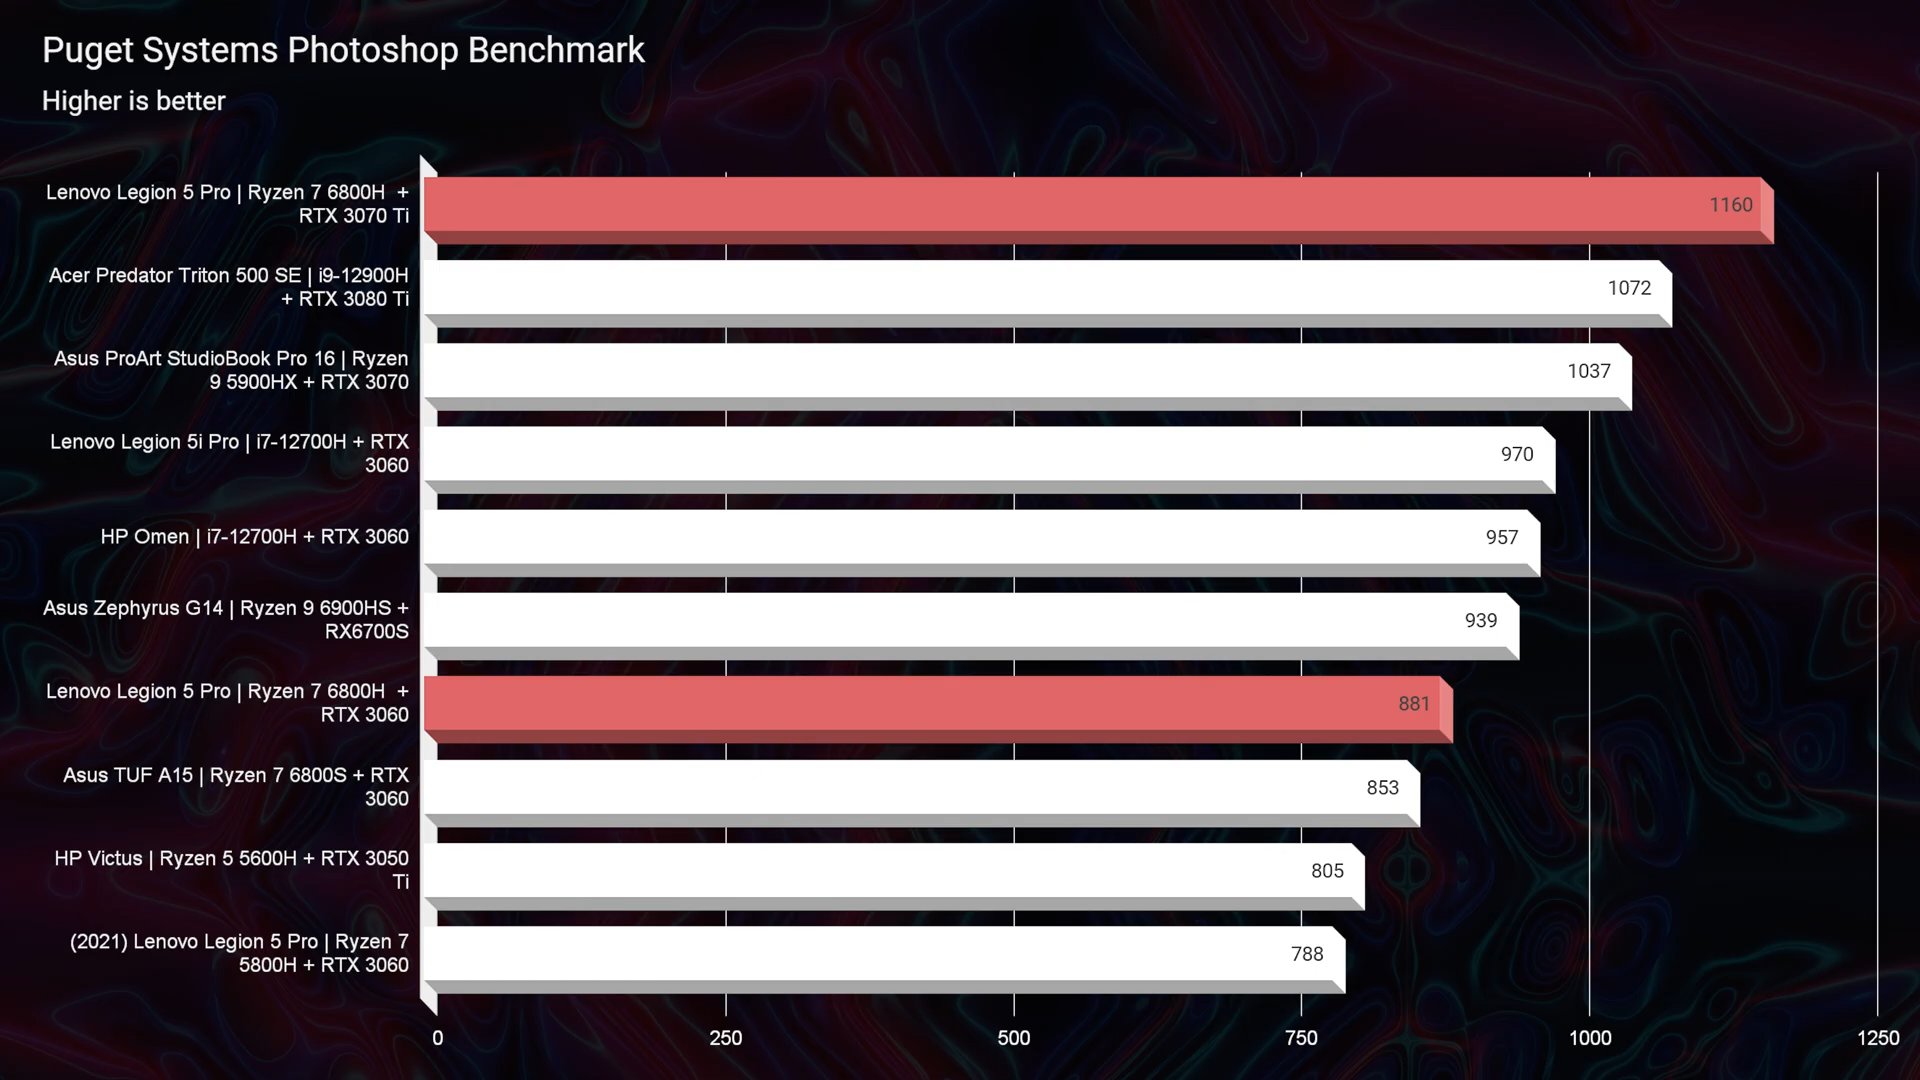 Puget Systems Photoshop Benchmark
Higher is better
Lenovo Legion 5 Pro | Ryzen 7 6800H +
RTX 3070 Ti
1160
Acer Predator Triton 500 SE | i9-12900H
+ RTX 3080 Ti
1072
Asus ProArt StudioBook Pro 16 | Ryzen
9 5900HX + RTX 3070
1037
Lenovo Legion 5i Pro | i7-12700H + RTX
3060
970
HP Omen | i7-12700H + RTX 3060
957
Asus Zephyrus G14 | Ryzen 9 6900HS +
RX6700S
939
Lenovo Legion 5 Pro | Ryzen 7 6800H +
RTX 3060
881
Asus TUF A15 | Ryzen 7 6800S + RTX
3060
853
HP Victus | Ryzen 5 5600H + RTX 3050
Ti
805
(2021) Lenovo Legion 5 Pro | Ryzen 7
5800H + RTX 3060
788
0 250 500 750 1000 1250